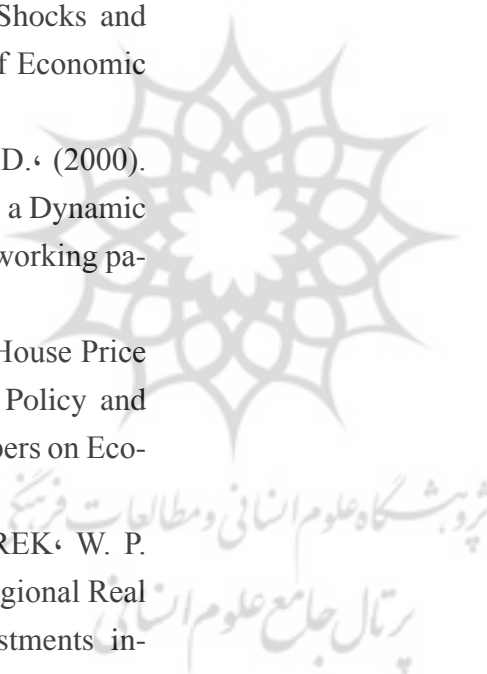 Shocks and
f Economic
D.، (2000).
a Dynamic
working pa-
House Price
Policy and
pers on Eco-
REK، W. P.
gional Real
estments in-
پژوهشگاه علوم انسانی و مطالعات فرهنگی
پرتال جامع علوم انسانی